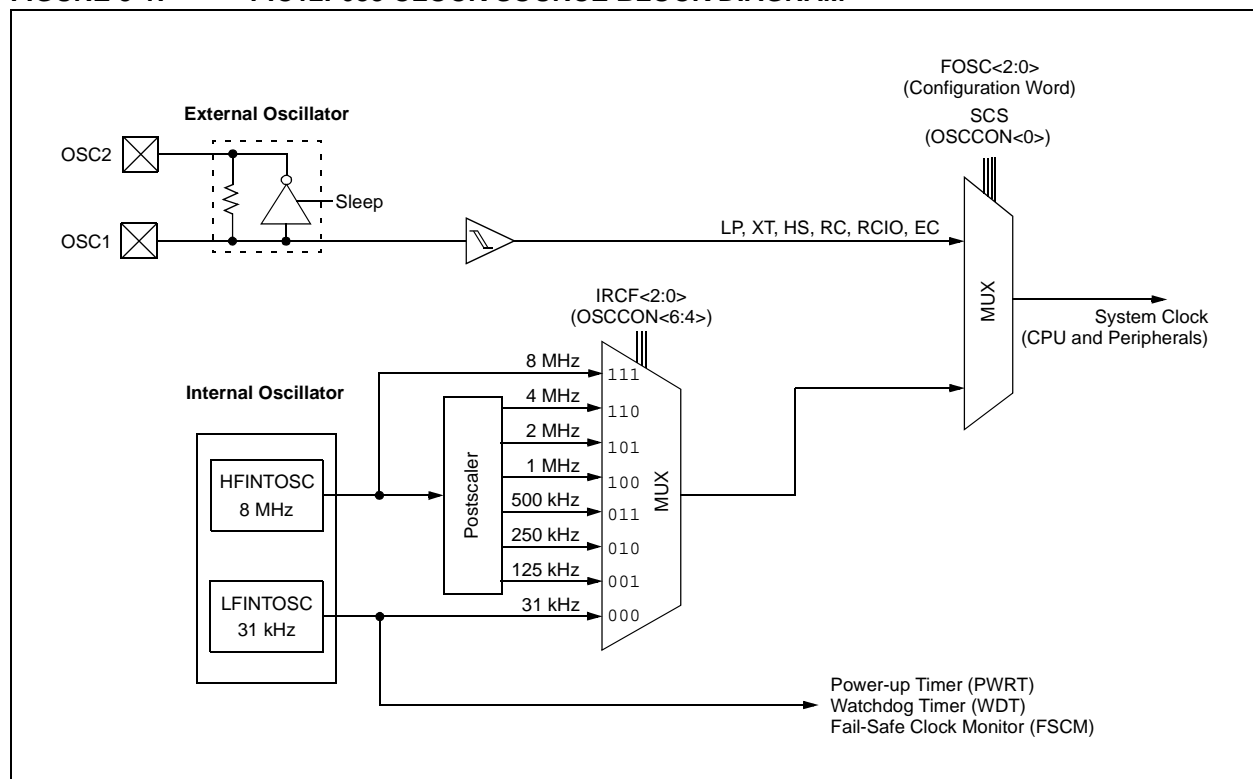 FOSC<2:0>
(Configuration Word)
SCS
(OSCCON<0>)
External Oscillator
OSC2
Sleep
OSC1
LP, XT, HS, RC, RCIO, EC
MUX
System Clock
(CPU and Peripherals)
IRCF<2:0>
(OSCCON<6:4>)
Internal Oscillator
HFINTOSC
8 MHz
LFINTOSC
31 kHz
Postscaler
8 MHz
4 MHz
2 MHz
1 MHz
500 kHz
250 kHz
125 kHz
31 kHz
111
110
101
100
011
010
001
000
MUX
Power-up Timer (PWRT)
Watchdog Timer (WDT)
Fail-Safe Clock Monitor (FSCM)